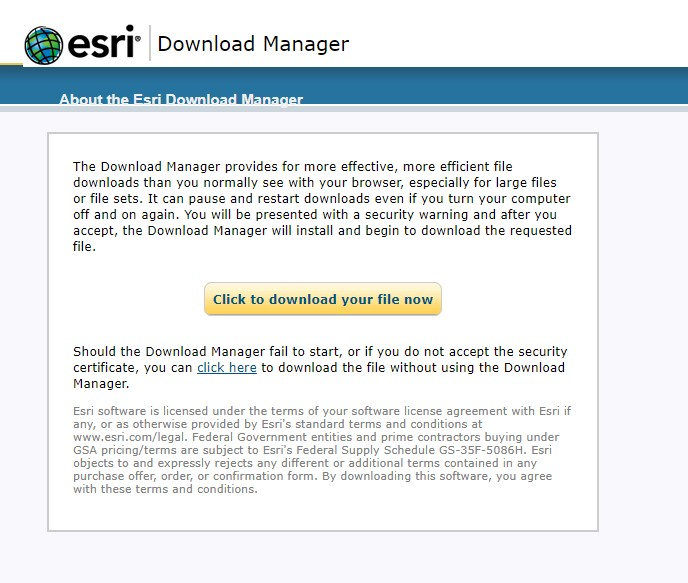 esri® Download Manager
About the Esri Download Manager
The Download Manager provides for more effective, more efficient file
downloads than you normally see with your browser, especially for large files
or file sets. It can pause and restart downloads even if you turn your computer
off and on again. You will be presented with a security warning and after you
accept, the Download Manager will install and begin to download the requested
file.
Click to download your file now
Should the Download Manager fail to start, or if you do not accept the security
certificate, you can click here to download the file without using the Download
Manager.
Esri software is licensed under the terms of your software license agreement with Esri if
any, or as otherwise provided by Esri's standard terms and conditions at
www.esri.com/legal. Federal Government entities and prime contractors buying under
GSA pricing/terms are subject to Esri's Federal Supply Schedule GS-35F-5086H. Esri
objects to and expressly rejects any different or additional terms contained in any
purchase offer, order, or confirmation form. By downloading this software, you agree
with these terms and conditions.